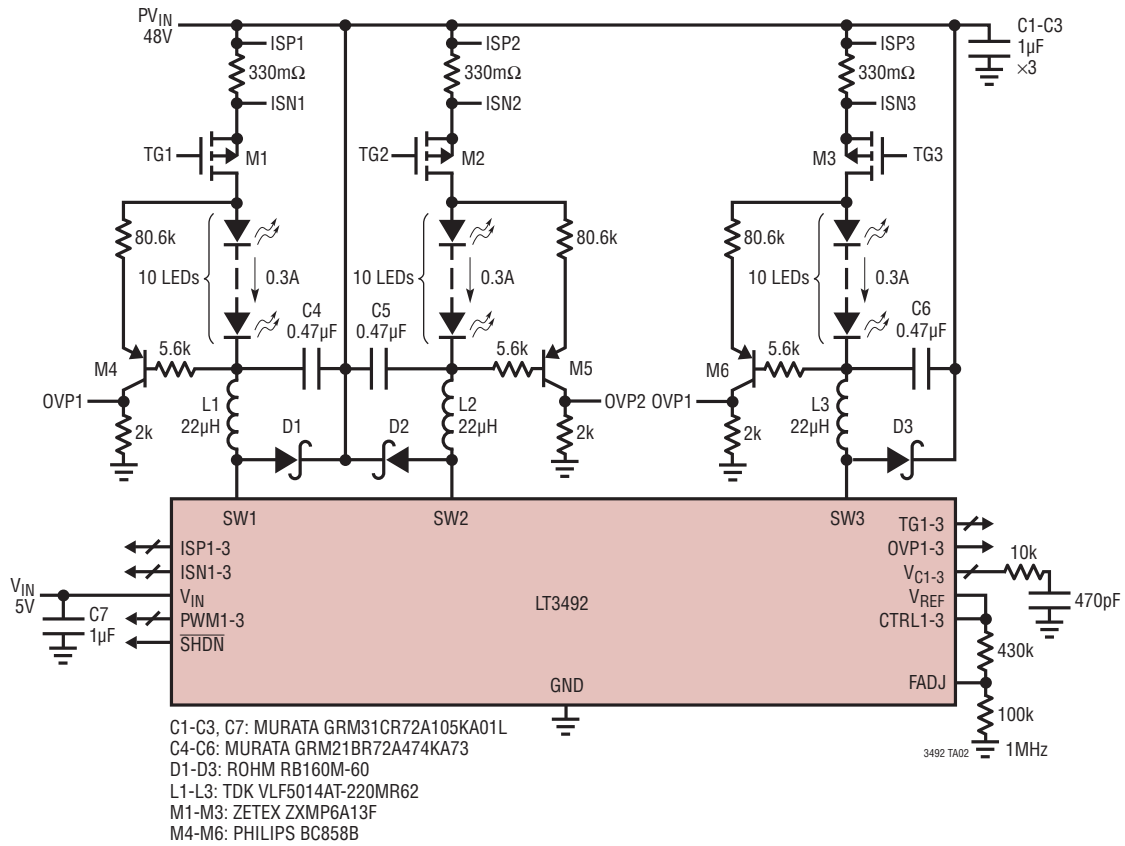 PVIN
48V
ISP1
330mΩ
ISN1
TG1
M1
ISP2
330mΩ
ISN2
TG2
M2
ISP3
330mΩ
ISN3
M3
TG3
C1-C3
1µF
×3
80.6k
10 LEDs
0.3A
C4
0.47µF
C5
0.47µF
10 LEDs
0.3A
80.6k
80.6k
10 LEDs
0.3A
C6
0.47µF
M4
5.6k
5.6k
M5
M6
5.6k
OVP1
2k
L1
22µH
D1
D2
L2
22µH
OVP2
2k
OVP1
2k
L3
22µH
D3
SW1
SW2
SW3
ISP1-3
ISN1-3
VIN
5V
C7
1µF
VIN
PWM1-3
SHDN
LT3492
GND
TG1-3
OVP1-3
VC1-3
VREF
CTRL1-3
FADJ
10k
470pF
430k
100k
1MHz
3492 TA02
C1-C3, C7: MURATA GRM31CR72A105KA01L
C4-C6: MURATA GRM21BR72A474KA73
D1-D3: ROHM RB160M-60
L1-L3: TDK VLF5014AT-220MR62
M1-M3: ZETEX ZXMP6A13F
M4-M6: PHILIPS BC858B